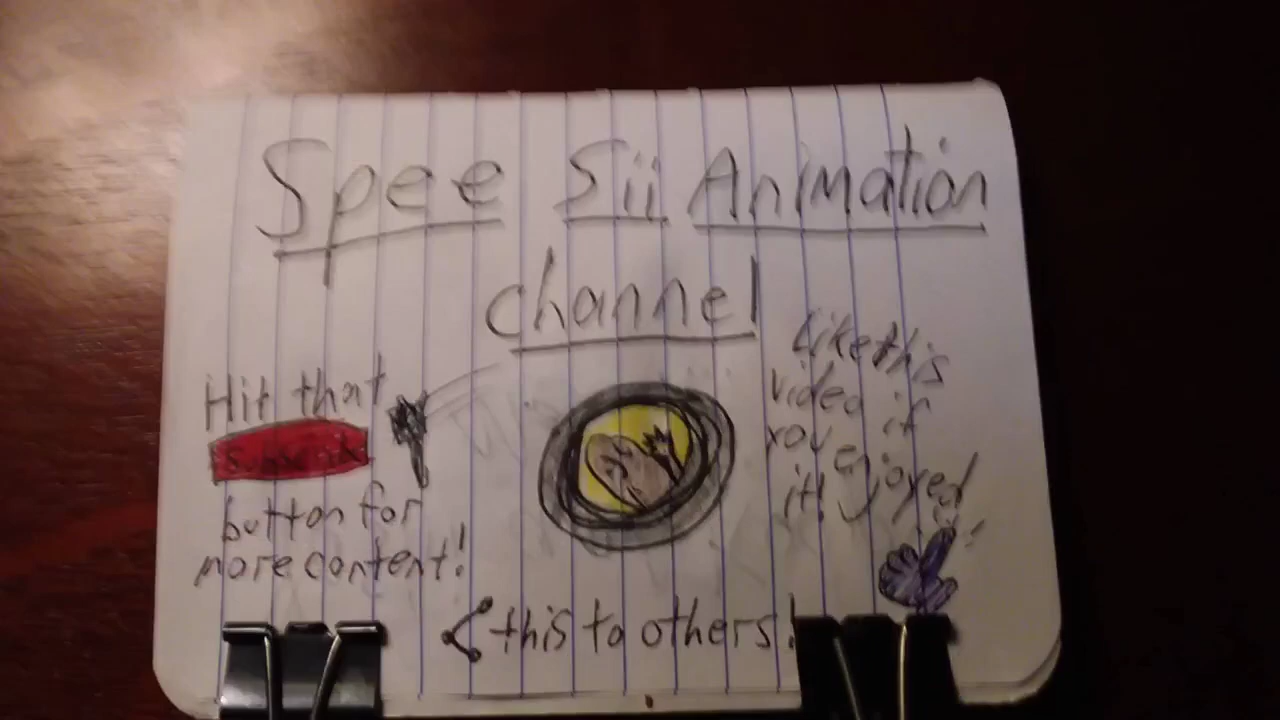 Spee Sii Animation
channel
Hit that
button for
more content!
Like this
video if
you enjoyed
it!
this to others!